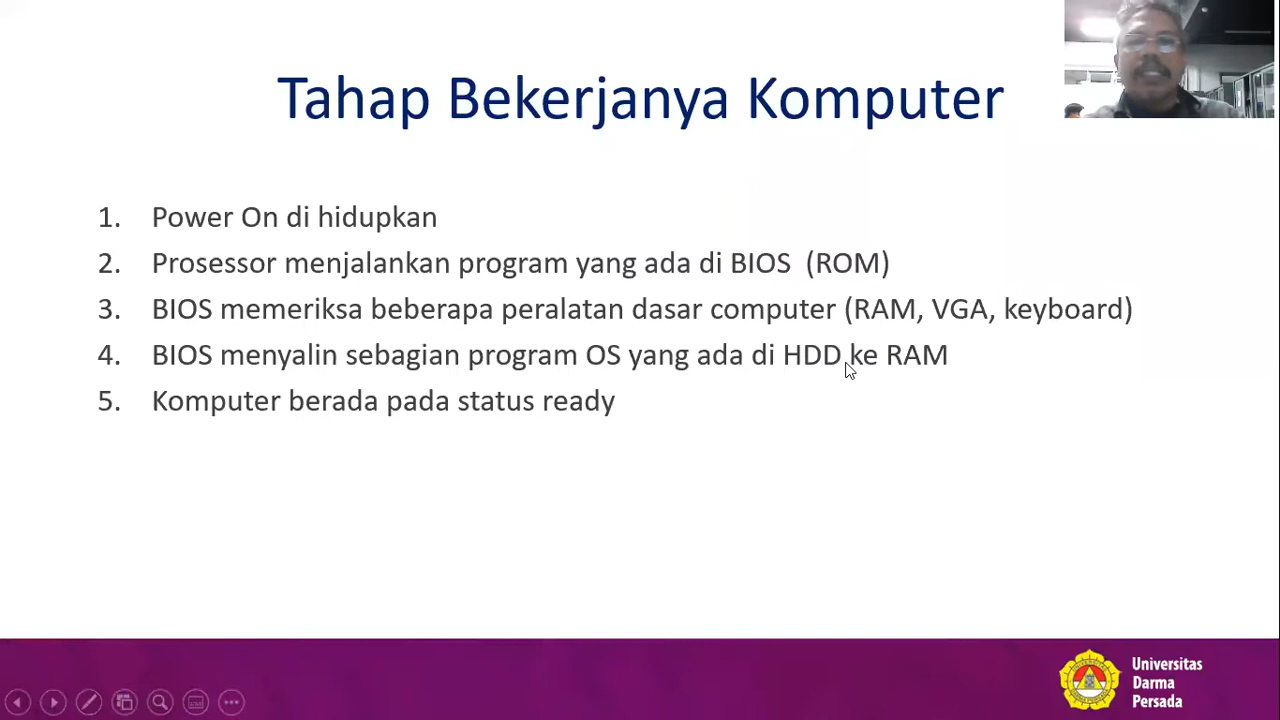 Tahap Bekerjanya Komputer
1. Power On di hidupkan
2. Prosessor menjalankan program yang ada di BIOS (ROM)
3. BIOS memeriksa beberapa peralatan dasar computer (RAM, VGA, keyboard)
4. BIOS menyalin sebagian program OS yang ada di HDD ke RAM
5. Komputer berada pada status ready
Universitas
Darma
Persada